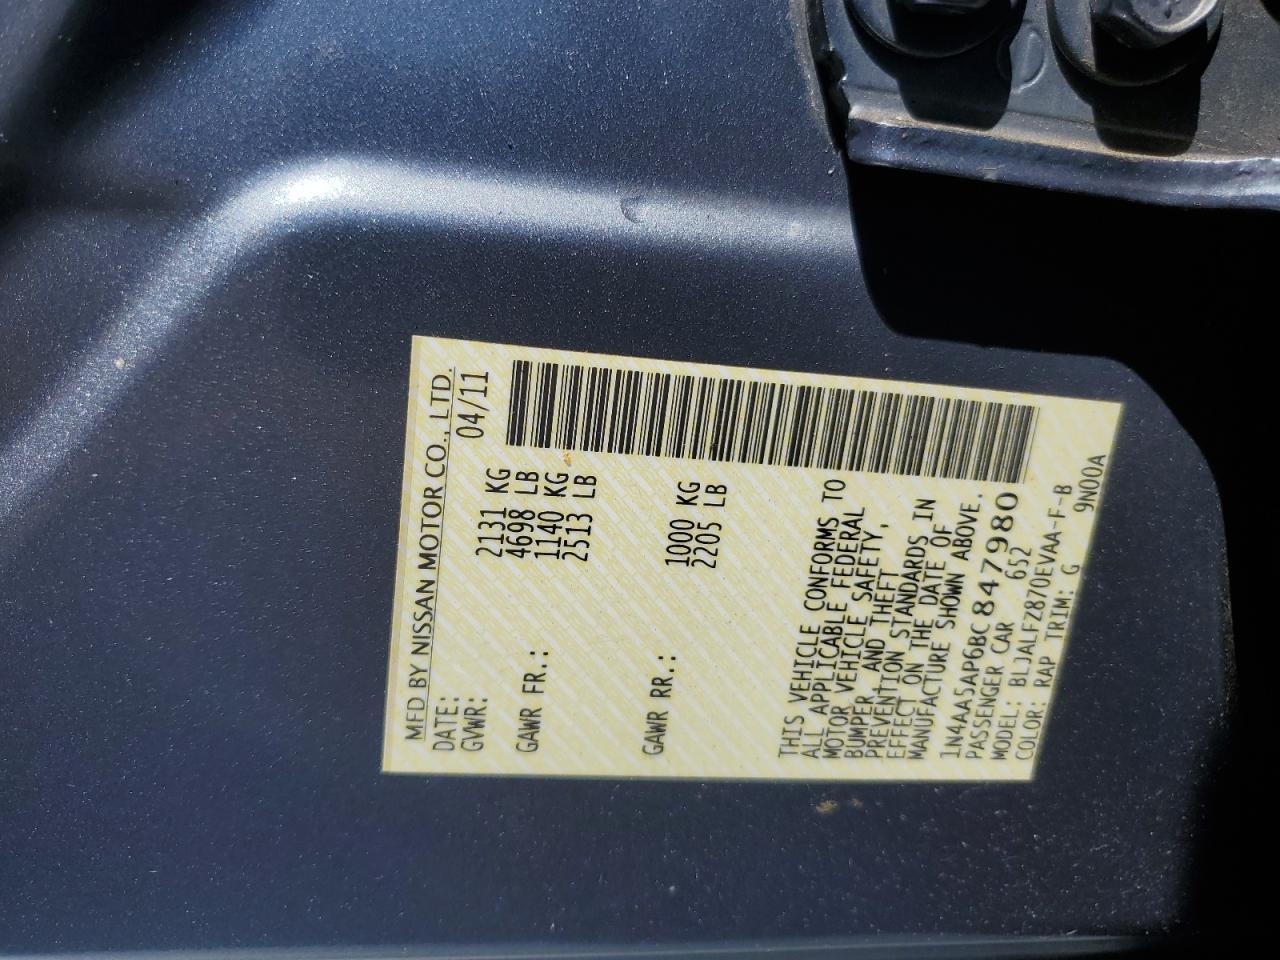 MFD BY NISSAN MOTOR CO., LTD.
DATE: 04/11
GVWR: 2131 KG
4698 LB
GAWR FR.: 1140 KG
2513 LB
GAWR RR.: 1000 KG
2205 LB
THIS VEHICLE CONFORMS TO
ALL APPLICABLE FEDERAL
MOTOR VEHICLE SAFETY,
BUMPER, AND THEFT
PREVENTION STANDARDS IN
EFFECT ON THE DATE OF
MANUFACTURE SHOWN ABOVE.
1N4AA5AP6BC847980
PASSENGER CAR 652
MODEL: BLJALFZ870EVAA-F-B
COLOR: RAP TRIM: G 9N00A